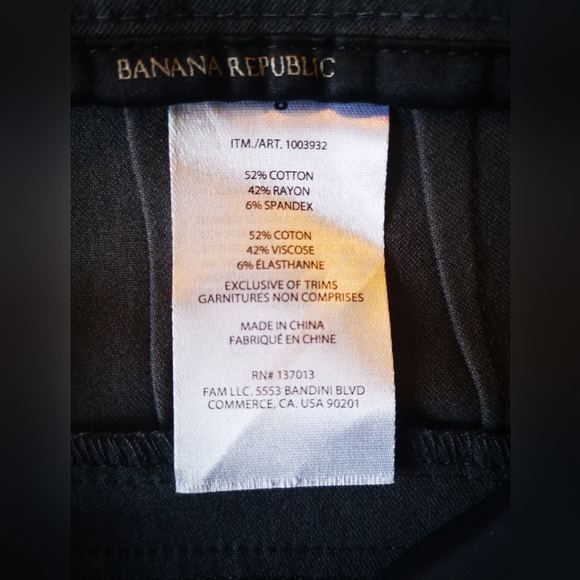 BANANA REPUBLIC
ITM./ART. 1003932
52% COTTON
42% RAYON
6% SPANDEX
52% COTON
42% VISCOSE
6% ÉLASTHANNE
EXCLUSIVE OF TRIMS
GARNITURES NON COMPRISES
MADE IN CHINA
FABRIQUÉ EN CHINE
RN# 137013
FAM LLC. 5553 BANDINI BLVD
COMMERCE, CA. USA 90201